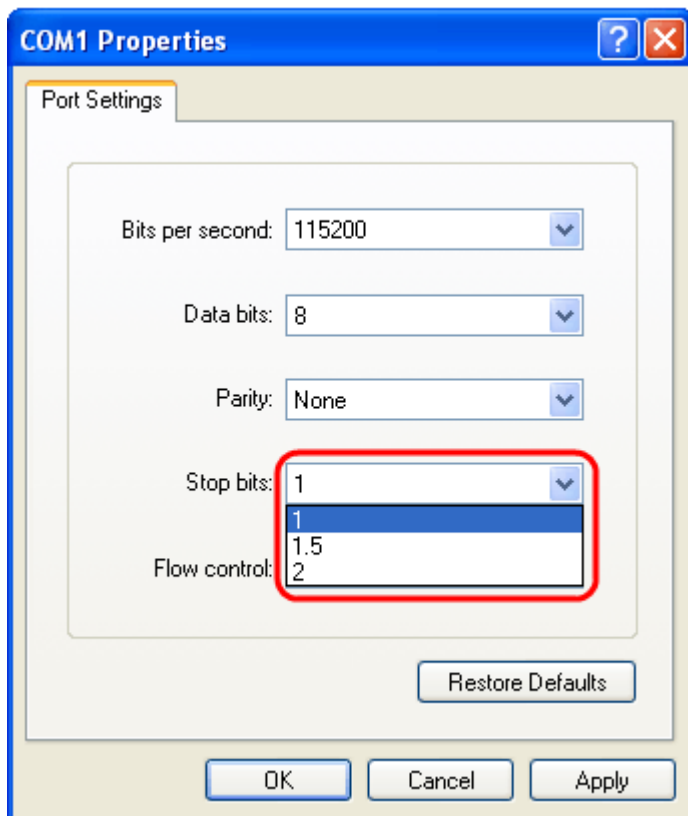 COM1 Properties
Port Settings
Bits per second: 115200
Data bits: 8
Parity: None
Stop bits: 1
1
1.5
Flow control: 2
Restore Defaults
OK Cancel Apply